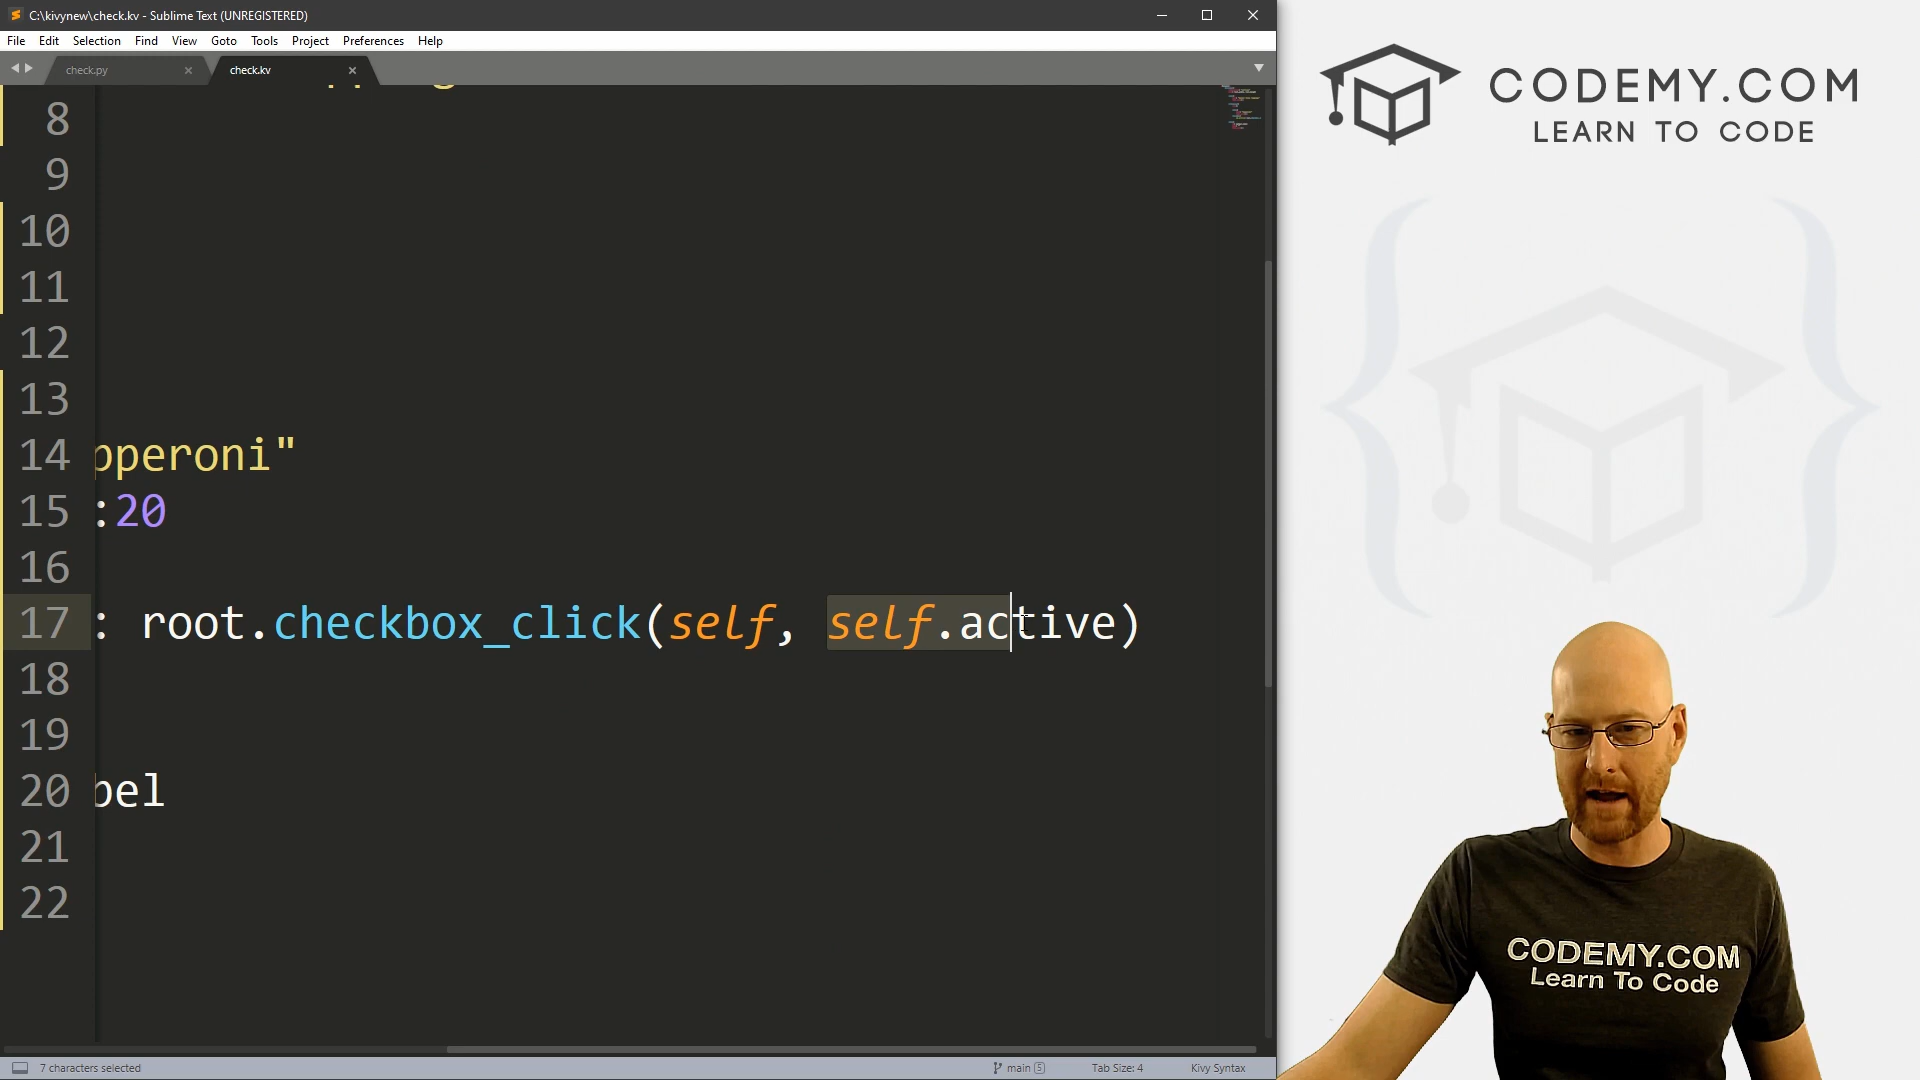 C:\kivynew\check.kv - Sublime Text (UNREGISTERED)
File Edit Selection Find View Goto Tools Project Preferences Help
check.py
check.kv
8
9
10
11
12
13
14 pperoni"
15 :20
16
17 : root.checkbox_click(self, self.active)
18
19
20 bel
21
22
7 characters selected
main 5
Tab Size: 4
Kivy Syntax
CODEMY.COM
LEARN TO CODE
CODEMY.COM
Learn To Code